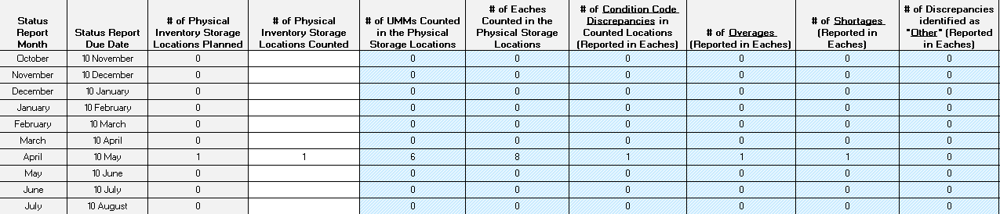 Status Report Month | Status Report Due Date | # of Physical Inventory Storage Locations Planned | # of Physical Inventory Storage Locations Counted | # of UMMs Counted in the Physical Storage Locations | # of Eaches Counted in the Physical Storage Locations | # of Condition Code Discrepancies in Counted Locations (Reported in Eaches) | # of Overages (Reported in Eaches) | # of Shortages (Reported in Eaches) | # of Discrepancies identified as "Other" (Reported in Eaches)
October | 10 November | 0 | | 0 | 0 | 0 | 0 | 0 | 0
November | 10 December | 0 | | 0 | 0 | 0 | 0 | 0 | 0
December | 10 January | 0 | | 0 | 0 | 0 | 0 | 0 | 0
January | 10 February | 0 | | 0 | 0 | 0 | 0 | 0 | 0
February | 10 March | 0 | | 0 | 0 | 0 | 0 | 0 | 0
March | 10 April | 0 | | 0 | 0 | 0 | 0 | 0 | 0
April | 10 May | 1 | 1 | 6 | 8 | 1 | 1 | 1 | 0
May | 10 June | 0 | | 0 | 0 | 0 | 0 | 0 | 0
June | 10 July | 0 | | 0 | 0 | 0 | 0 | 0 | 0
July | 10 August | 0 | | 0 | 0 | 0 | 0 | 0 | 0